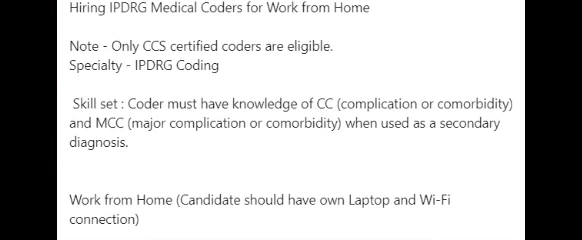 Hiring IPDRG Medical Coders for Work from Home
Note - Only CCS certified coders are eligible.
Specialty - IPDRG Coding
Skill set : Coder must have knowledge of CC (complication or comorbidity)
and MCC (major complication or comorbidity) when used as a secondary
diagnosis.
Work from Home (Candidate should have own Laptop and Wi-Fi
connection)